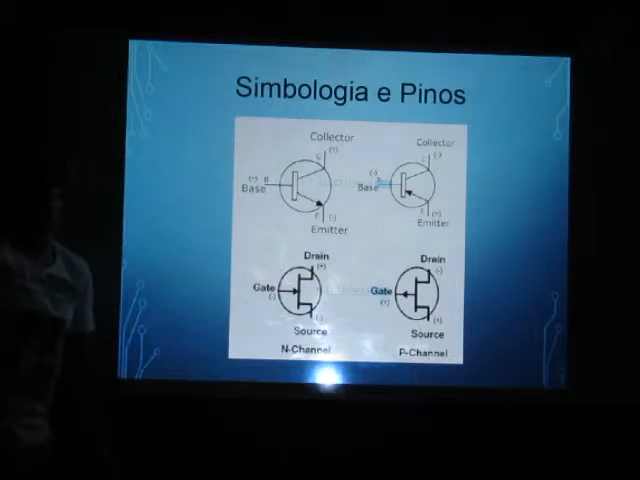 Simbologia e Pinos
Collector
(+)
C
(+) B
Base
E (-)
Emitter
Collector
C (-)
(-)
Base
E (+)
Emitter
Drain
(+)
Gate
(-)
(-)
Source
N-Channel
Drain
(-)
Gate
(+)
(+)
Source
P-Channel